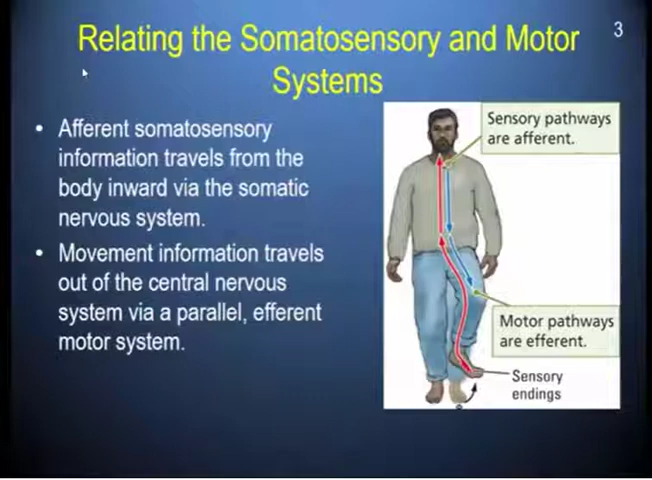 3
Relating the Somatosensory and Motor
Systems
• Afferent somatosensory
information travels from the
body inward via the somatic
nervous system.
• Movement information travels
out of the central nervous
system via a parallel, efferent
motor system.
Sensory pathways
are afferent.
Motor pathways
are efferent.
Sensory
endings